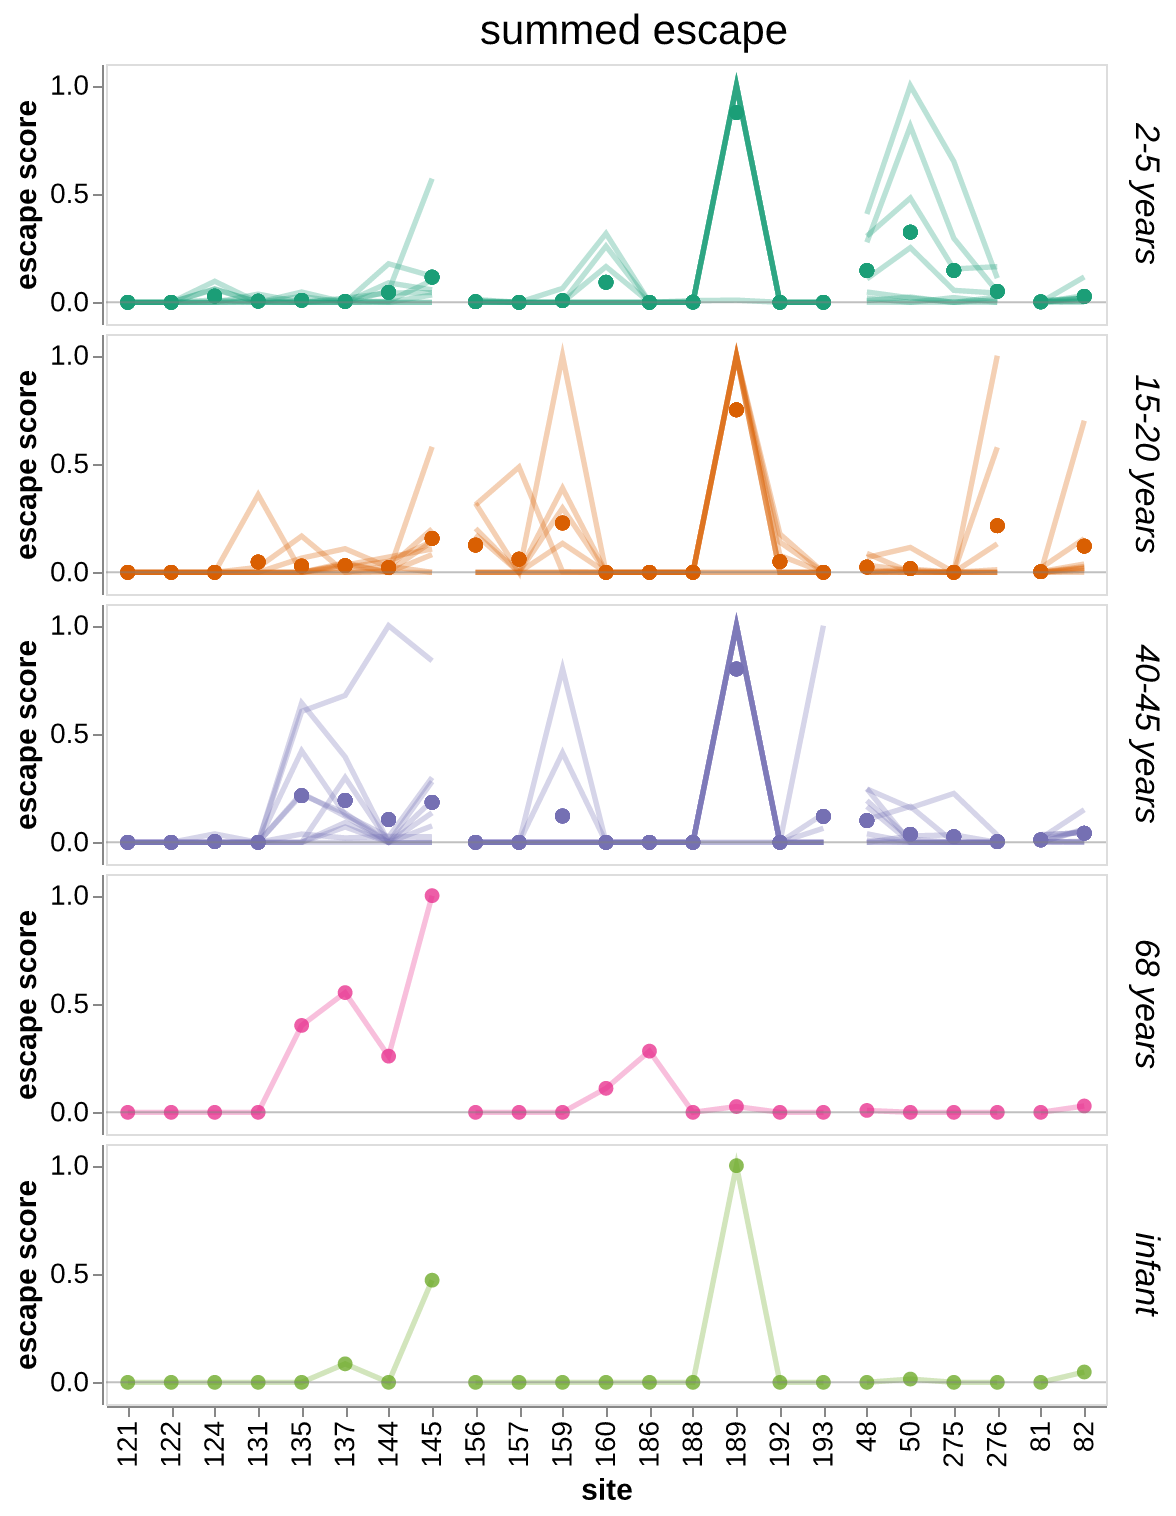 summed escape
1.0
0.5
0.0
escape score
2-5 years
1.0
0.5
0.0
escape score
15-20 years
1.0
0.5
0.0
escape score
40-45 years
1.0
0.5
0.0
escape score
68 years
1.0
0.5
0.0
escape score
infant
121 122 124 131 135 137 144 145 156 157 159 160 186 188 189 192 193 48 50 275 276 81 82
site